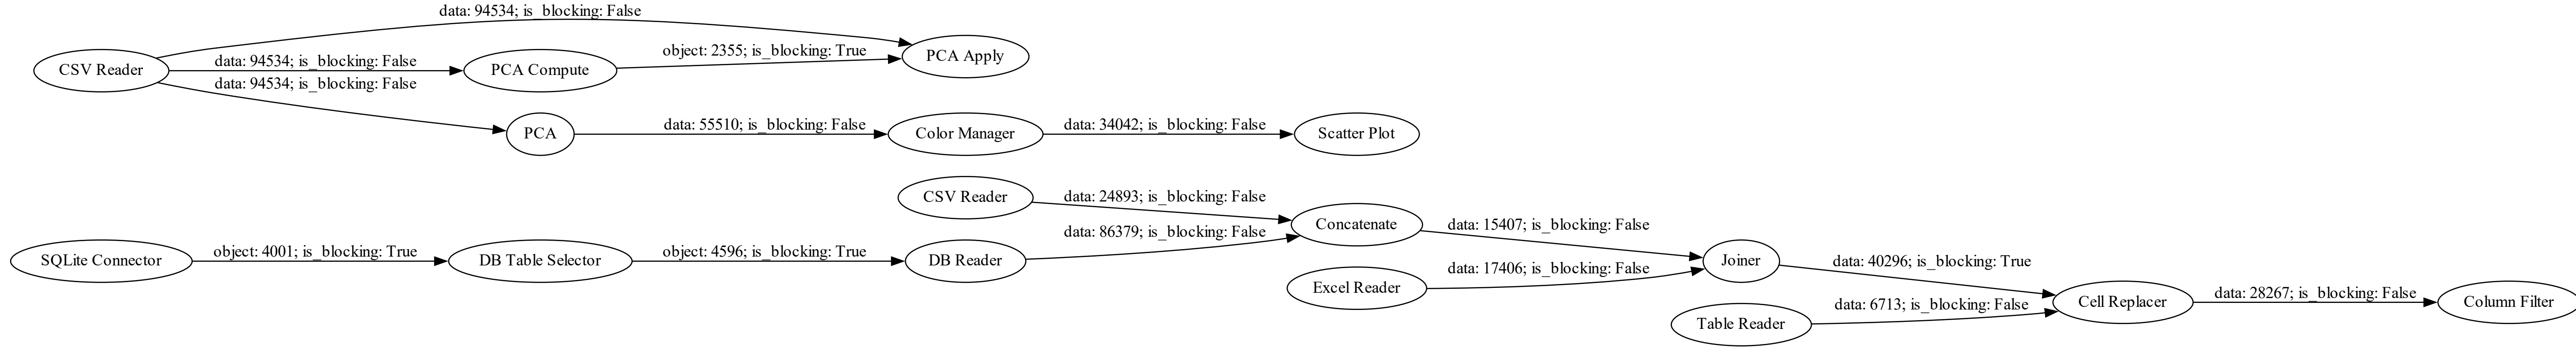 data: 94534; is_blocking: False
CSV Reader
data: 94534; is_blocking: False
PCA Compute
object: 2355; is_blocking: True
PCA Apply
data: 94534; is_blocking: False
PCA
data: 55510; is_blocking: False
Color Manager
data: 34042; is_blocking: False
Scatter Plot
CSV Reader
data: 24893; is_blocking: False
SQLite Connector
object: 4001; is_blocking: True
DB Table Selector
object: 4596; is_blocking: True
DB Reader
data: 86379; is_blocking: False
Concatenate
data: 15407; is_blocking: False
Excel Reader
data: 17406; is_blocking: False
Joiner
data: 40296; is_blocking: True
Table Reader
data: 6713; is_blocking: False
Cell Replacer
data: 28267; is_blocking: False
Column Filter